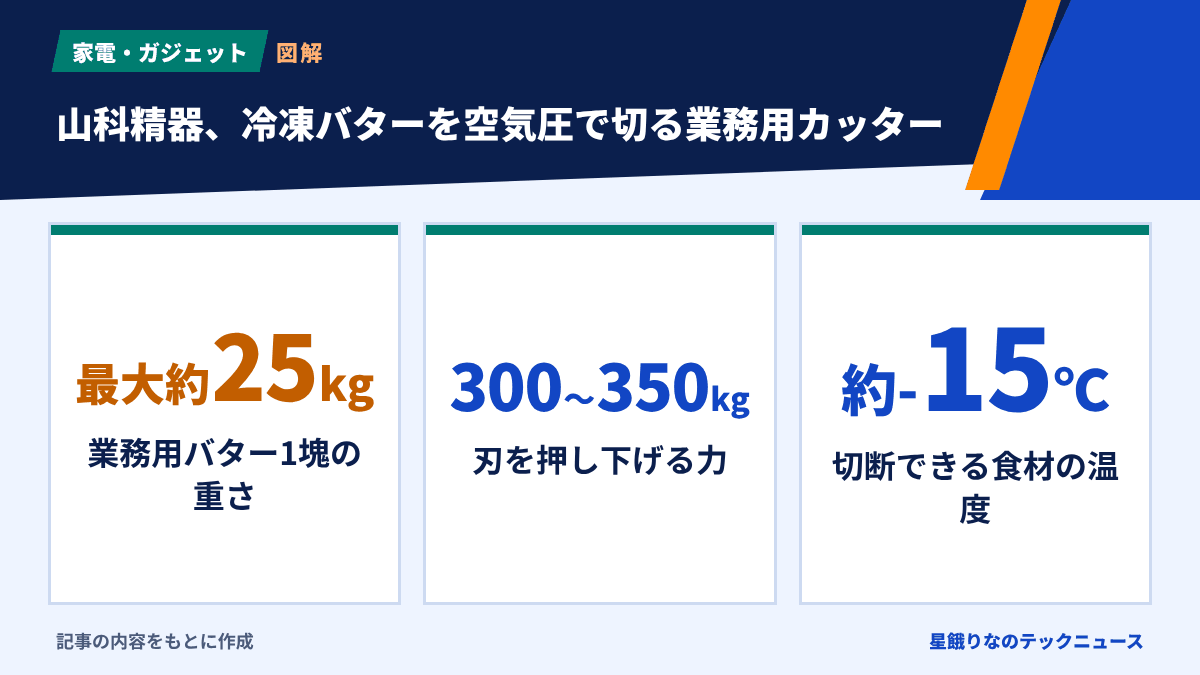 家電・ガジェット 図解
山科精器、冷凍バターを空気圧で切る業務用カッター
最大約25kg
業務用バター1塊の
重さ
300～350kg
刃を押し下げる力
約-15℃
切断できる食材の温
度
記事の内容をもとに作成
星餓りなのテックニュース